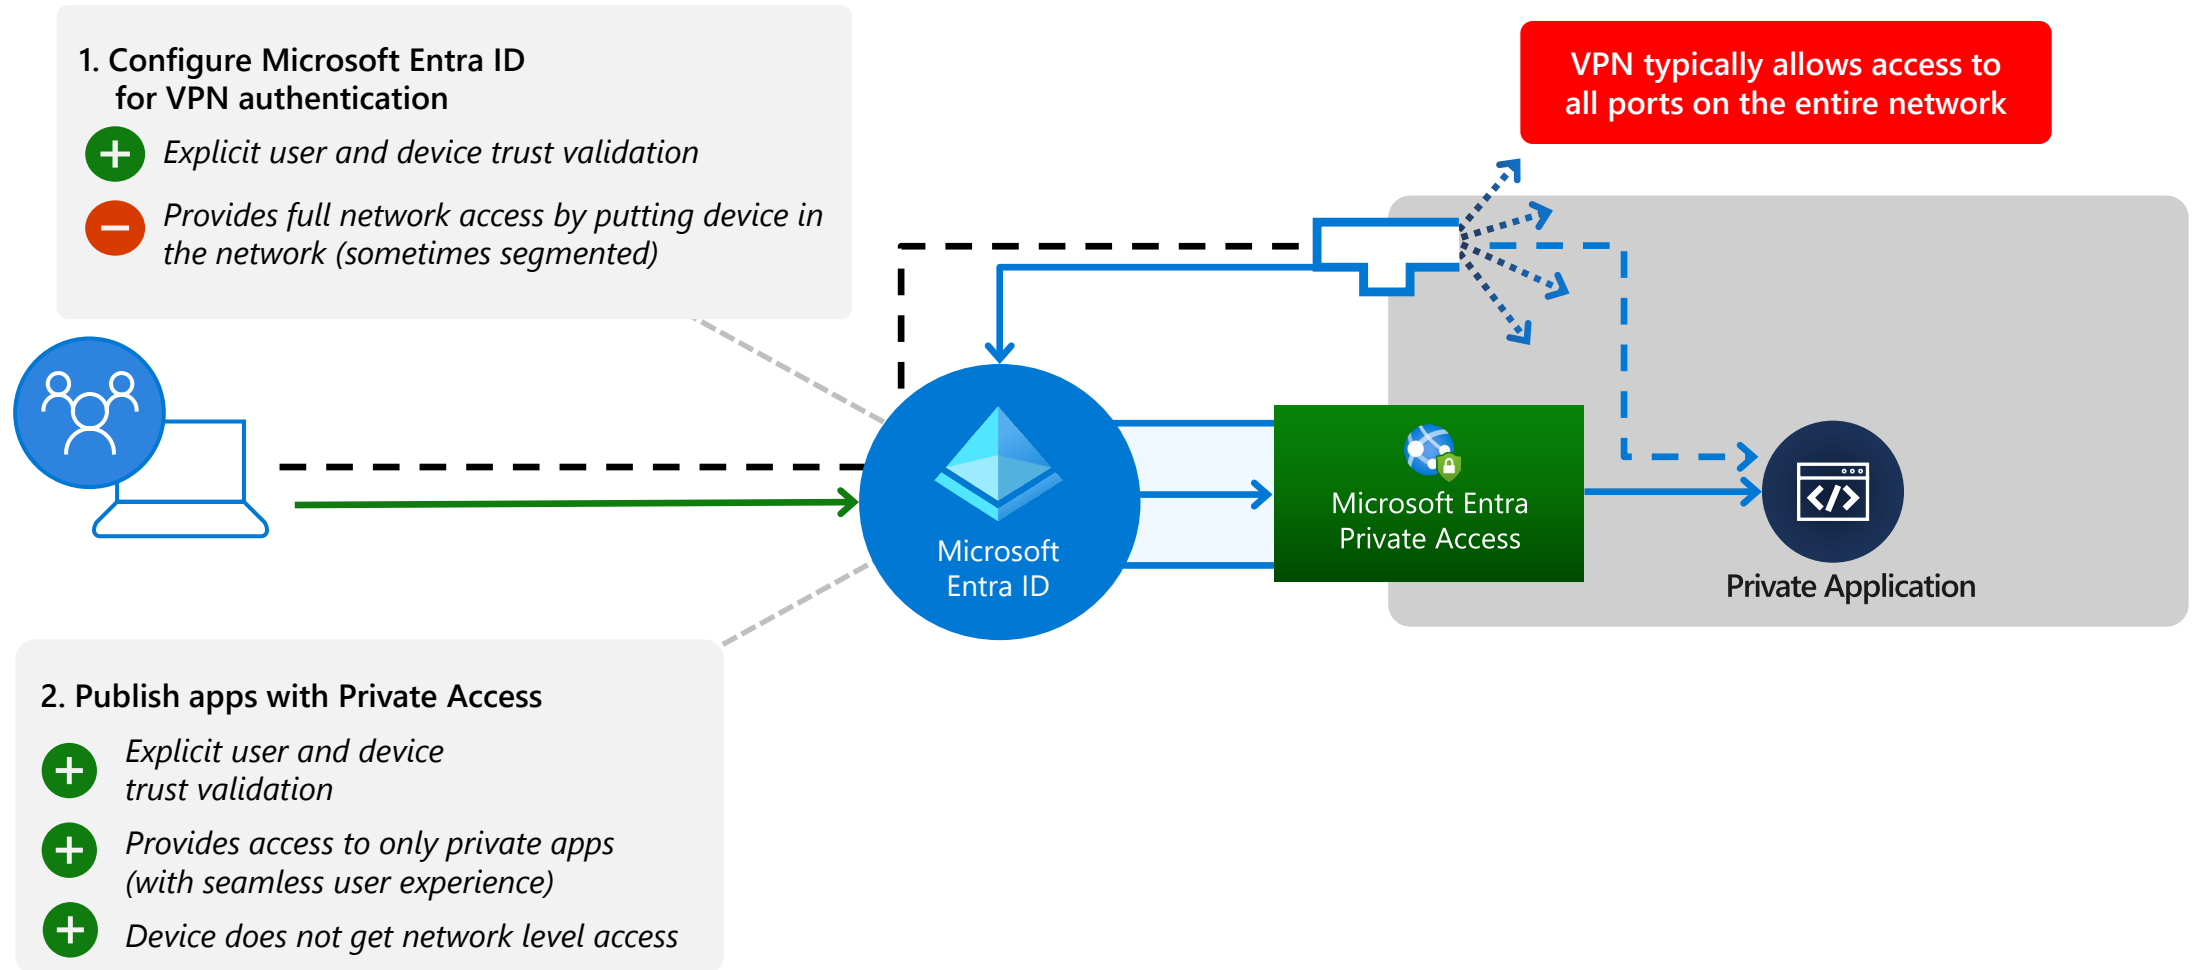 1. Configure Microsoft Entra ID
for VPN authentication
Explicit user and device trust validation
Provides full network access by putting device in
the network (sometimes segmented)
VPN typically allows access to
all ports on the entire network
Microsoft
Entra ID
Microsoft Entra
Private Access
</>
Private Application
2. Publish apps with Private Access
Explicit user and device
trust validation
Provides access to only private apps
(with seamless user experience)
Device does not get network level access